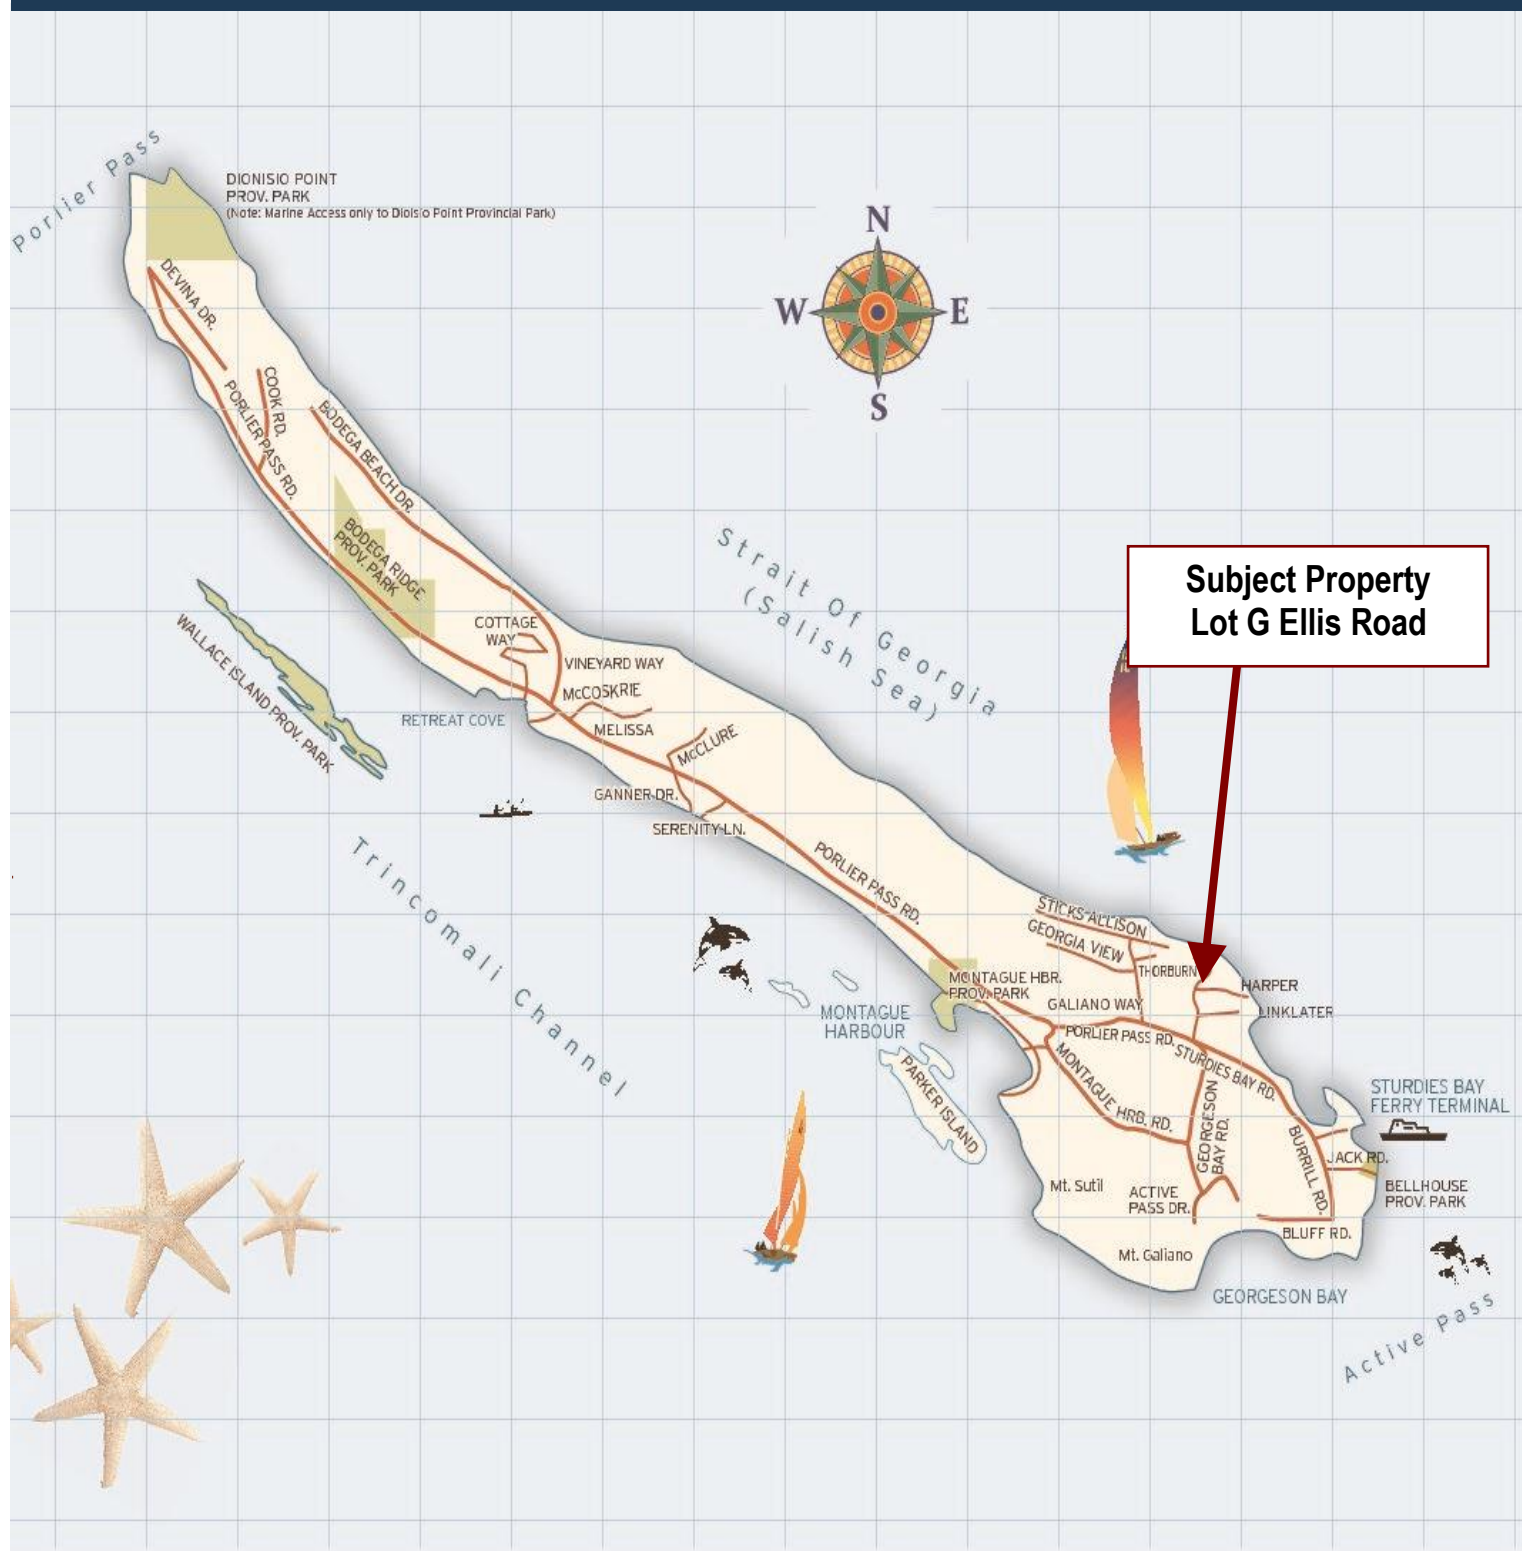 Porlier Pass
DIONISIO POINT
PROV. PARK
(Note: Marine Access only to Dioisio Point Provincial Park)
N
W
E
S
DEVINA DR.
COOK RD.
PORLIER PASS RD.
BODEGA BEACH DR.
BODEGA RIDGE
PROV. PARK
Strait Of Georgia
(Salish Sea)
Subject Property
Lot G Ellis Road
WALLACE ISLAND PROV. PARK
COTTAGE
WAY
VINEYARD WAY
McCOSKRIE
RETREAT COVE
MELISSA
McCLURE
GANNER DR.
SERENITY LN.
Trincomali Channel
PORLIER PASS RD.
STICKS ALLISON
GEORGIA VIEW
THORBURN
MONTAGUE HBR.
PROV. PARK
HARPER
GALIANO WAY
LINKLATER
MONTAGUE
HARBOUR
PORLIER PASS RD.
STURDIES BAY RD.
PARKER ISLAND
MONTAGUE HRB. RD.
GEORGESON
BAY RD.
STURDIES BAY
FERRY TERMINAL
BURRILL RD.
JACK RD.
BELLHOUSE
PROV. PARK
Mt. Sutil
ACTIVE
PASS DR.
BLUFF RD.
Mt. Galiano
GEORGESON BAY
Active Pass